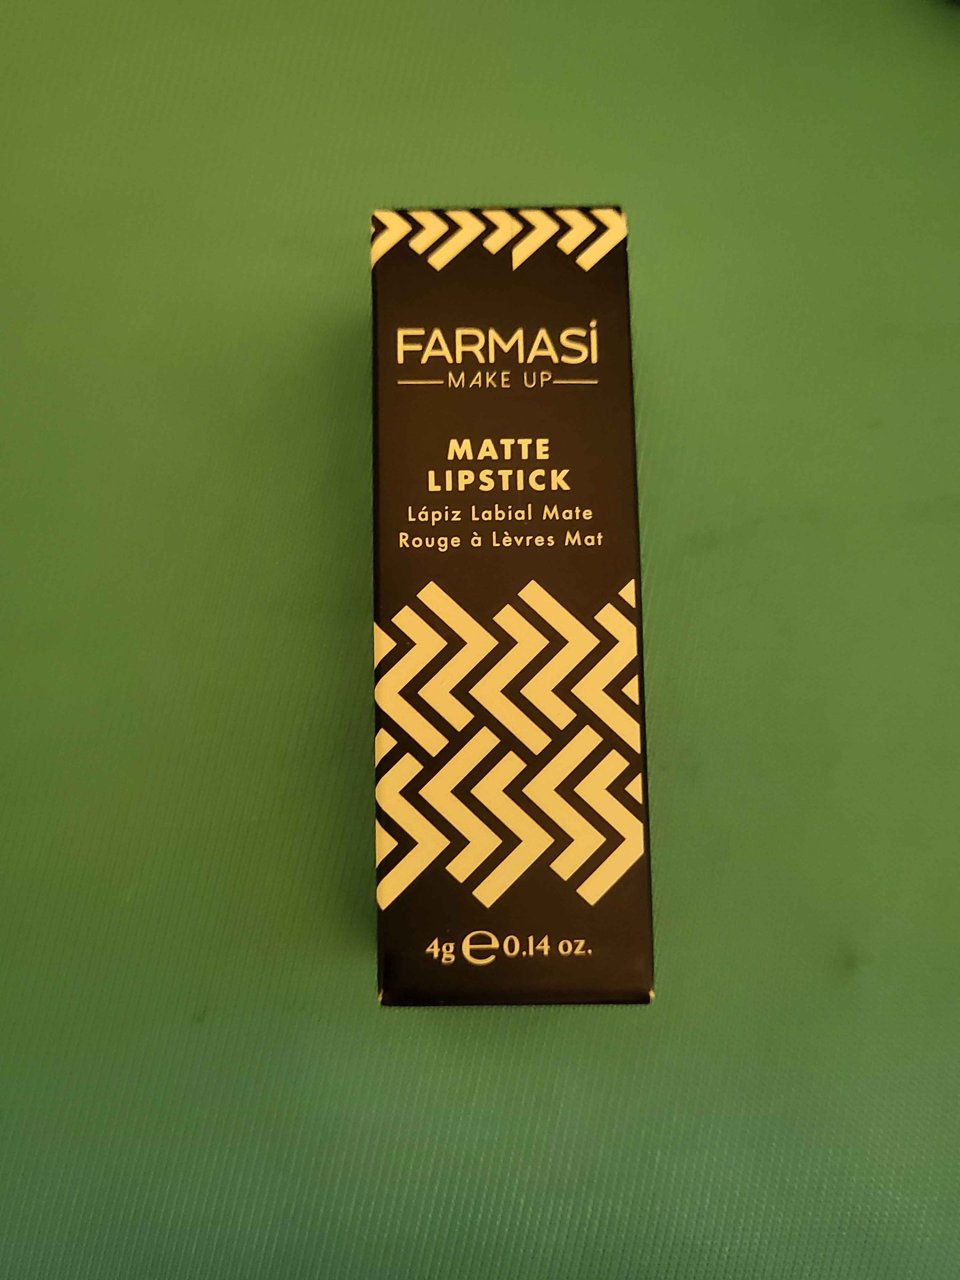 FARMASİ
MAKE UP
MATTE
LIPSTICK
Lápiz Labial Mate
Rouge à Lèvres Mat
4g ℮ 0.14 oz.